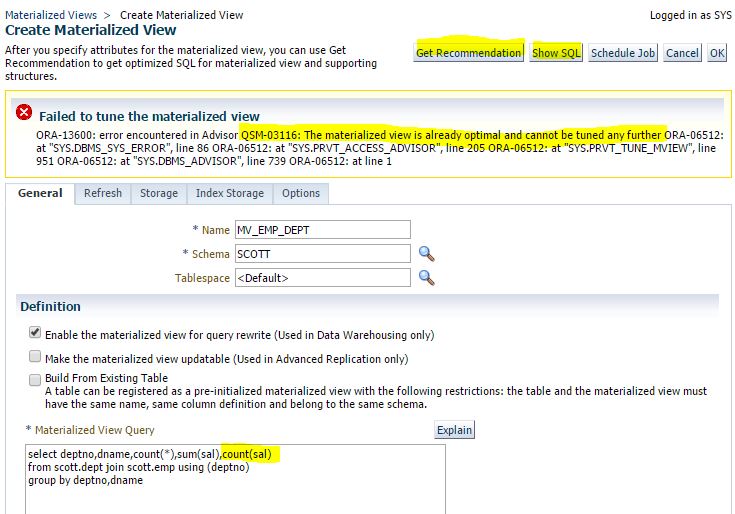 Materialized Views > Create Materialized View Logged in as SYS
Create Materialized View
After you specify attributes for the materialized view, you can use Get
Recommendation to get optimized SQL for materialized view and supporting
structures.
Get Recommendation Show SQL Schedule Job Cancel OK
Failed to tune the materialized view
ORA-13600: error encountered in Advisor QSM-03116: The materialized view is already optimal and cannot be tuned any further ORA-06512:
at "SYS.DBMS_SYS_ERROR", line 86 ORA-06512: at "SYS.PRVT_ACCESS_ADVISOR", line 205 ORA-06512: at "SYS.PRVT_TUNE_MVIEW", line
951 ORA-06512: at "SYS.DBMS_ADVISOR", line 739 ORA-06512: at line 1
General Refresh Storage Index Storage Options
* Name MV_EMP_DEPT
* Schema SCOTT
Tablespace <Default>
Definition
Enable the materialized view for query rewrite (Used in Data Warehousing only)
Make the materialized view updatable (Used in Advanced Replication only)
Build From Existing Table
A table can be registered as a pre-initialized materialized view with the following restrictions: the table and the materialized view must
have the same name, same column definition and belong to the same schema.
* Materialized View Query Explain
select deptno,dname,count(*),sum(sal),count(sal)
from scott.dept join scott.emp using (deptno)
group by deptno,dname